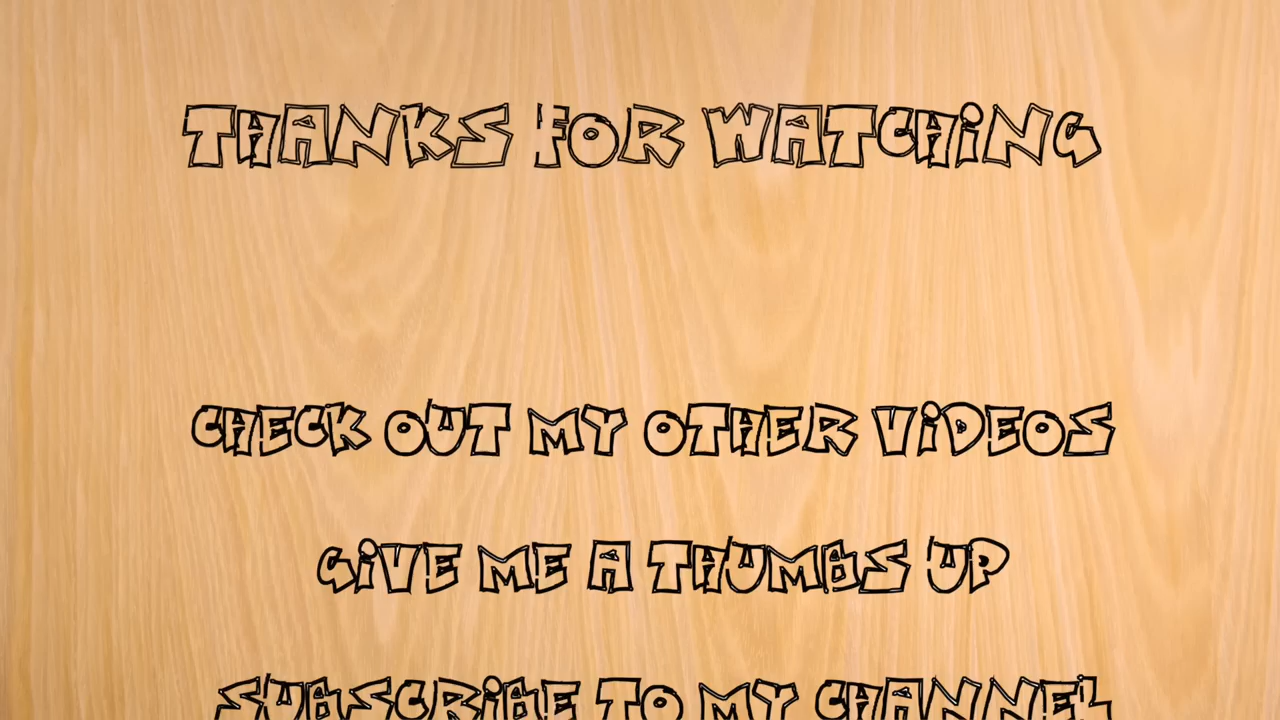 THANKS FOR WATCHING
CHECK OUT MY OTHER VIDEOS
GIVE ME A THUMBS UP
SUBSCRIBE TO MY CHANNEL